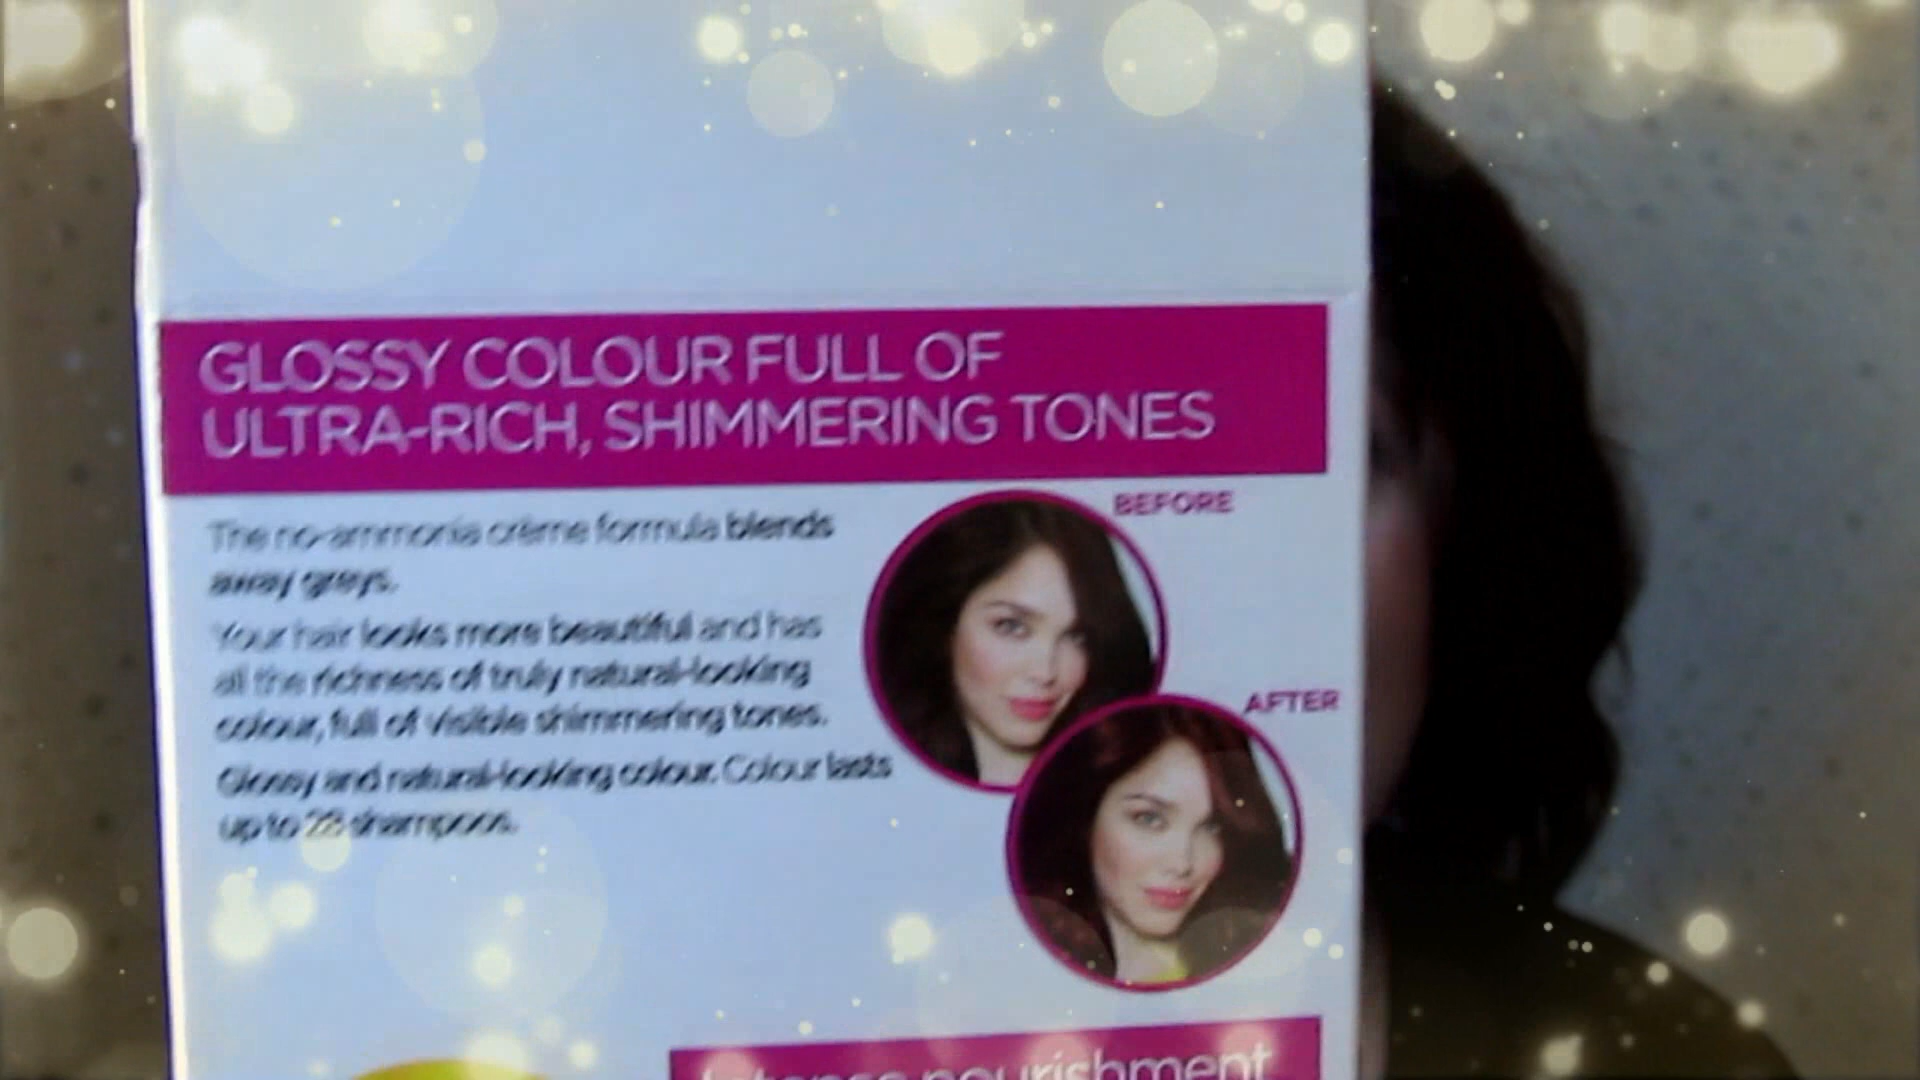 GLOSSY COLOUR FULL OF
ULTRA-RICH, SHIMMERING TONES
BEFORE
The no-ammonia crème formula blends
away greys.
Your hair looks more beautiful and has
all the richness of truly natural-looking
colour, full of visible shimmering tones.
AFTER
Glossy and natural-looking colour. Colour lasts
up to 28 shampoos.
Intense nourishment